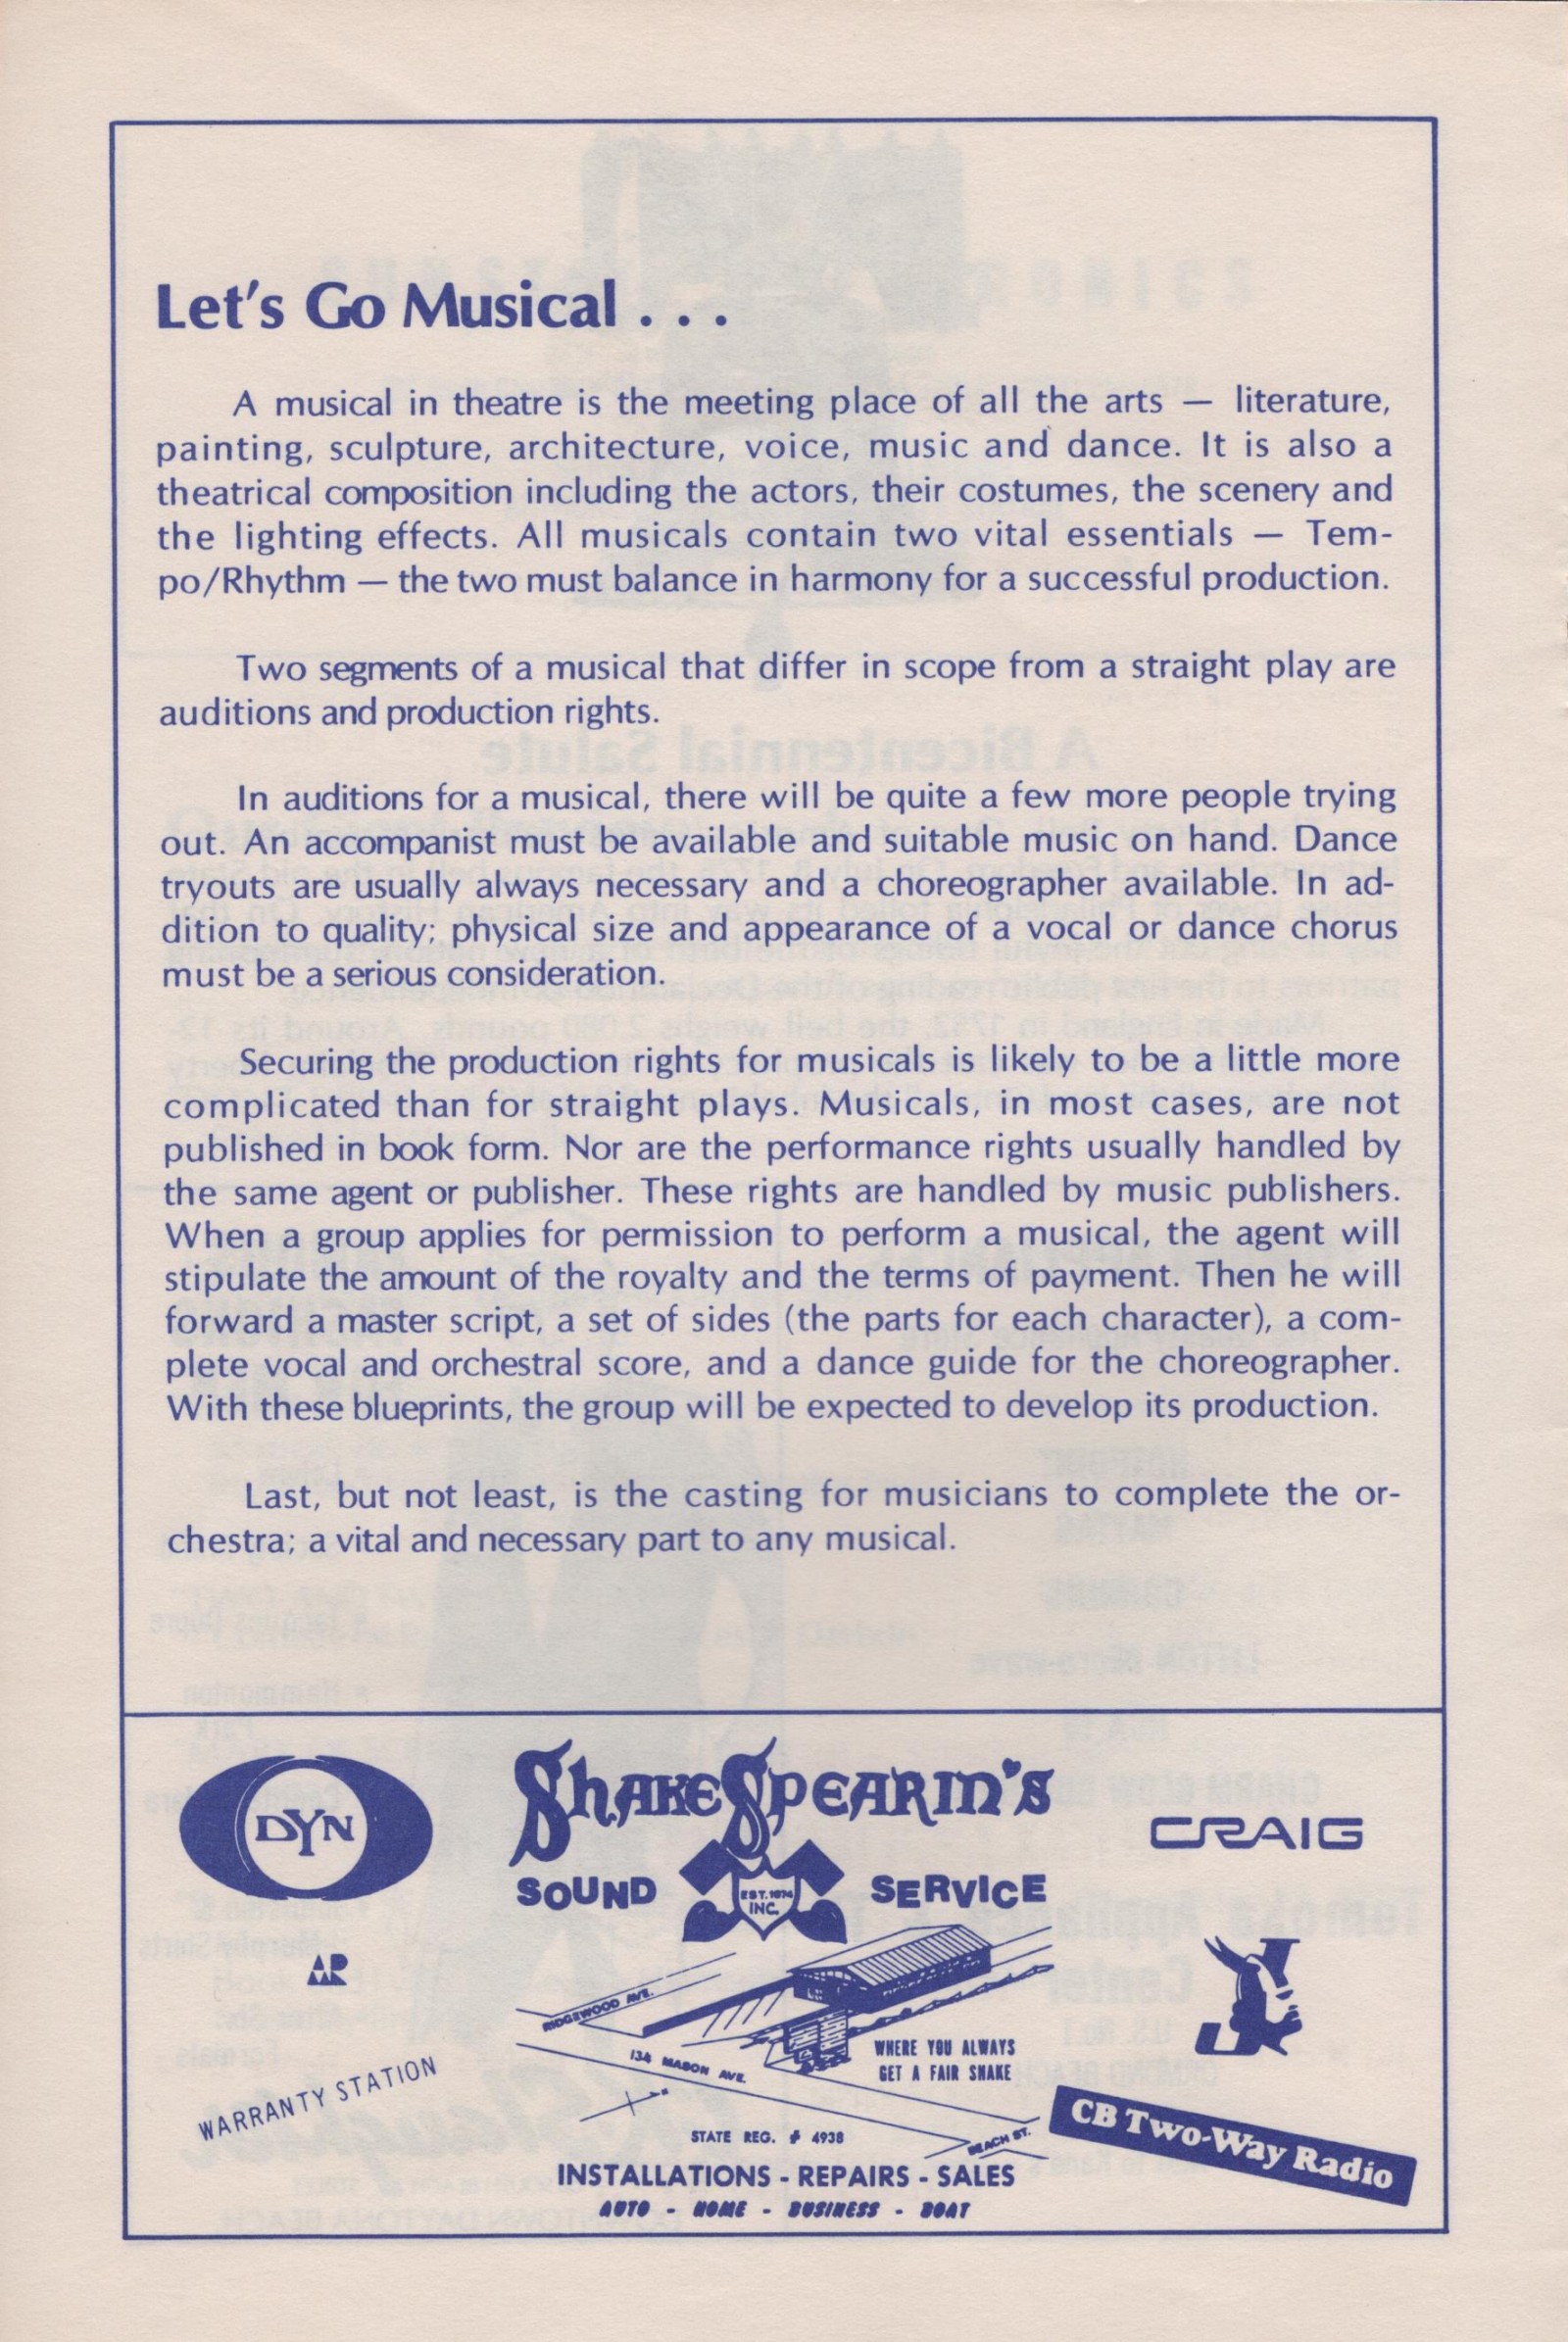 Let's Go Musical . . .
A musical in theatre is the meeting place of all the arts — literature,
painting, sculpture, architecture, voice, music and dance. It is also a
theatrical composition including the actors, their costumes, the scenery and
the lighting effects. All musicals contain two vital essentials — Tem-
po/Rhythm — the two must balance in harmony for a successful production.
Two segments of a musical that differ in scope from a straight play are
auditions and production rights.
In auditions for a musical, there will be quite a few more people trying
out. An accompanist must be available and suitable music on hand. Dance
tryouts are usually always necessary and a choreographer available. In ad-
dition to quality; physical size and appearance of a vocal or dance chorus
must be a serious consideration.
Securing the production rights for musicals is likely to be a little more
complicated than for straight plays. Musicals, in most cases, are not
published in book form. Nor are the performance rights usually handled by
the same agent or publisher. These rights are handled by music publishers.
When a group applies for permission to perform a musical, the agent will
stipulate the amount of the royalty and the terms of payment. Then he will
forward a master script, a set of sides (the parts for each character), a com-
plete vocal and orchestral score, and a dance guide for the choreographer.
With these blueprints, the group will be expected to develop its production.
Last, but not least, is the casting for musicians to complete the or-
chestra; a vital and necessary part to any musical.
DYN
ShakeSpearin's
SOUND SERVICE
EST. 1974
INC.
CRAIG
AR
J
RIDGEWOOD AVE.
134 MASON AVE.
WHERE YOU ALWAYS
GET A FAIR SHAKE
BEACH ST.
WARRANTY STATION
CB Two-Way Radio
STATE REG. # 4938
INSTALLATIONS - REPAIRS - SALES
AUTO - HOME - BUSINESS - BOAT